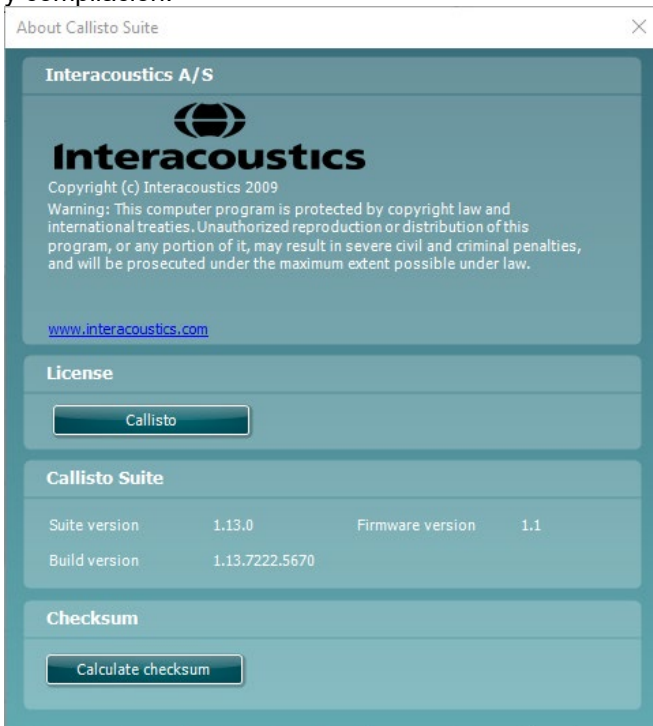 y compilación.
About Callisto Suite
Interacoustics A/S
Interacoustics
Copyright (c) Interacoustics 2009
Warning: This computer program is protected by copyright law and
international treaties. Unauthorized reproduction or distribution of this
program, or any portion of it, may result in severe civil and criminal penalties,
and will be prosecuted under the maximum extent possible under law.
www.interacoustics.com
License
Callisto
Callisto Suite
Suite version 1.13.0 Firmware version 1.1
Build version 1.13.7222.5670
Checksum
Calculate checksum